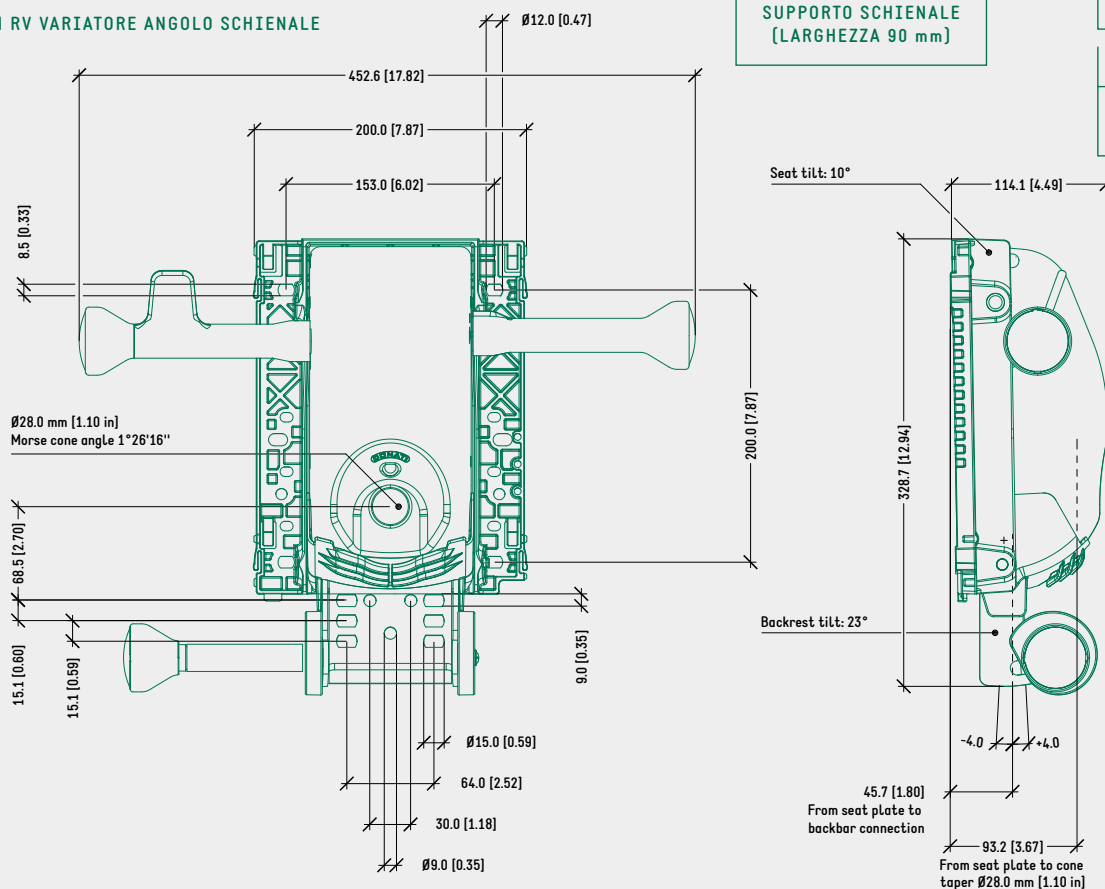 RV VARIATORE ANGOLO SCHIENALE
SUPPORTO SCHIENALE
(LARGHEZZA 90 mm)
Ø12.0 [0.47]
452.6 [17.82]
200.0 [7.87]
153.0 [6.02]
8.5 [0.33]
Ø28.0 mm [1.10 in]
Morse cone angle 1°26'16''
DONATI
200.0 [7.87]
68.5 [2.70]
15.1 [0.60]
15.1 [0.59]
9.0 [0.35]
Ø15.0 [0.59]
64.0 [2.52]
30.0 [1.18]
Ø9.0 [0.35]
Seat tilt: 10°
114.1 [4.49]
328.7 [12.94]
Backrest tilt: 23°
-4.0
+4.0
45.7 [1.80]
From seat plate to
backbar connection
93.2 [3.67]
From seat plate to cone
taper Ø28.0 mm [1.10 in]